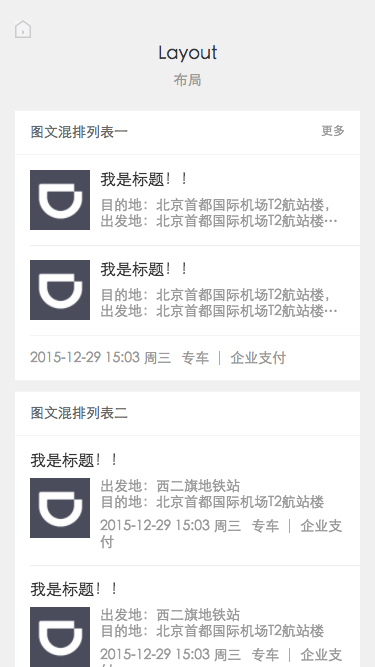 Layout
布局
图文混排列表一 更多
我是标题！！
目的地：北京首都国际机场T2航站楼，
出发地：北京首都国际机场T2航站楼…
我是标题！！
目的地：北京首都国际机场T2航站楼，
出发地：北京首都国际机场T2航站楼…
2015-12-29 15:03 周三 专车 | 企业支付
图文混排列表二
我是标题！！
出发地：西二旗地铁站
目的地：北京首都国际机场T2航站楼
2015-12-29 15:03 周三 专车 | 企业支
付
我是标题！！
出发地：西二旗地铁站
目的地：北京首都国际机场T2航站楼
2015-12-29 15:03 周三 专车 | 企业支